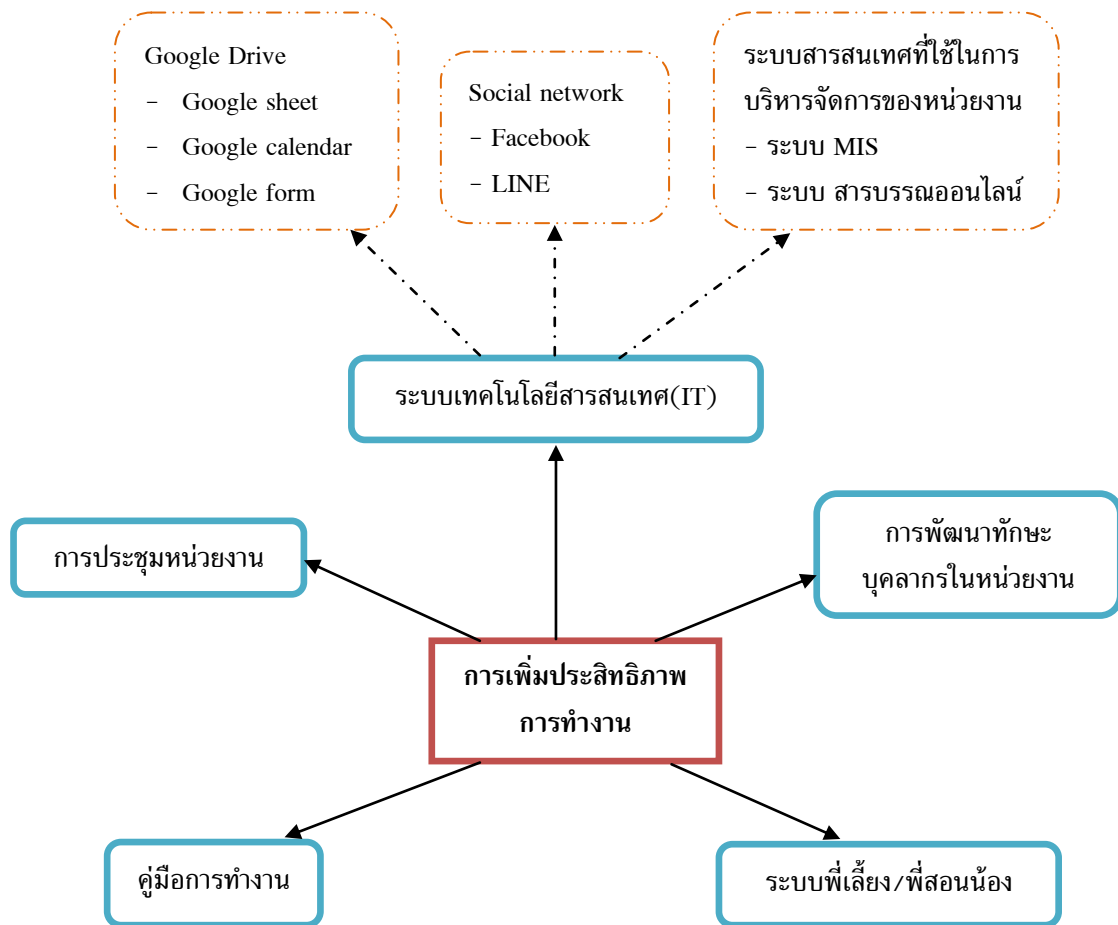 Google Drive
- Google sheet
- Google calendar
- Google form
Social network
- Facebook
- LINE
ระบบสารสนเทศที่ใช้ในการ
บริหารจัดการของหน่วยงาน
- ระบบ MIS
- ระบบ สารบรรณออนไลน์
ระบบเทคโนโลยีสารสนเทศ(IT)
การประชุมหน่วยงาน
การพัฒนาทักษะ
บุคลากรในหน่วยงาน
การเพิ่มประสิทธิภาพ
การทำงาน
คู่มือการทำงาน
ระบบพี่เลี้ยง/พี่สอนน้อง